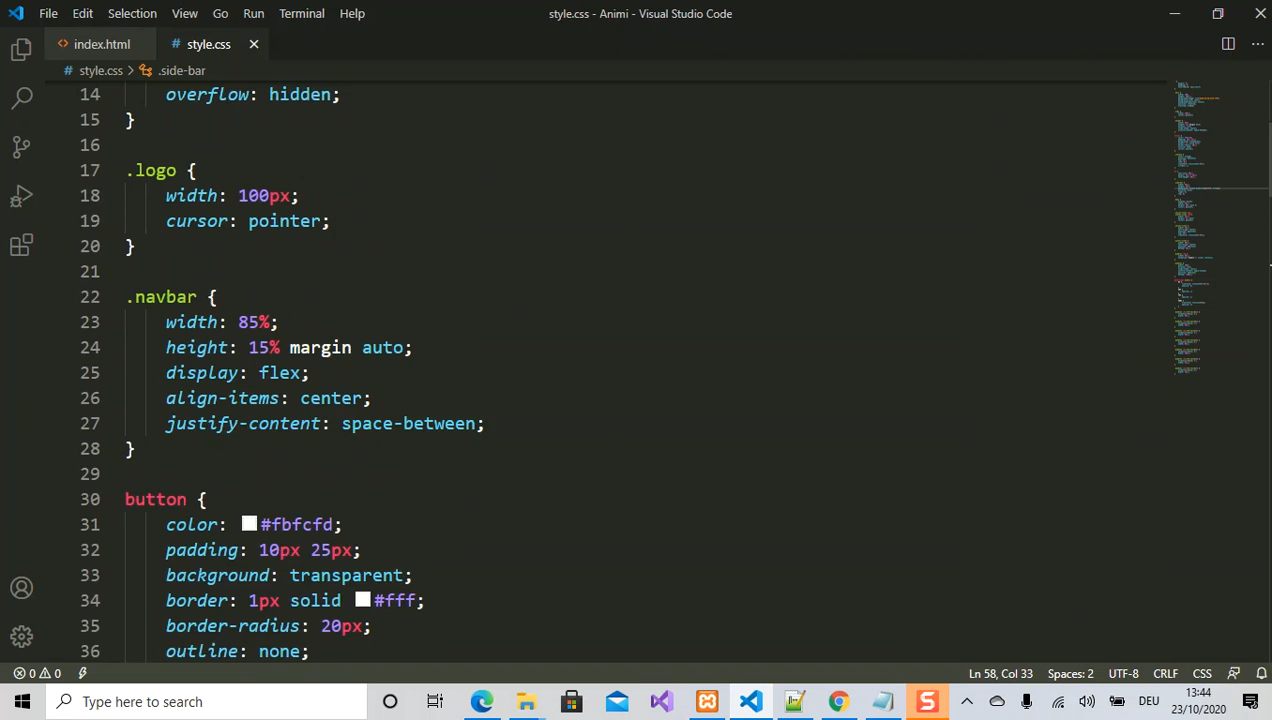 File Edit Selection View Go Run Terminal Help
style.css - Animi - Visual Studio Code
<> index.html # style.css
# style.css > .side-bar
14 overflow: hidden;
15 }
16
17 .logo {
18 width: 100px;
19 cursor: pointer;
20 }
21
22 .navbar {
23 width: 85%;
24 height: 15% margin auto;
25 display: flex;
26 align-items: center;
27 justify-content: space-between;
28 }
29
30 button {
31 color: #fbfcfd;
32 padding: 10px 25px;
33 background: transparent;
34 border: 1px solid #fff;
35 border-radius: 20px;
36 outline: none;
0 0
Ln 58, Col 33 Spaces: 2 UTF-8 CRLF CSS
Type here to search
S
DEU
13:44
23/10/2020